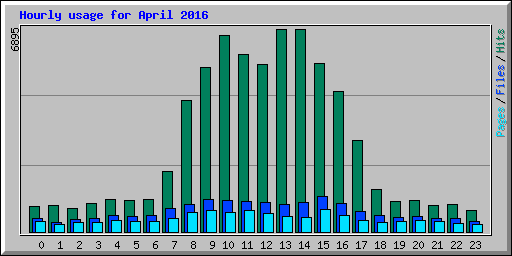 Hourly usage for April 2016
6895
Pages/Files/Hits
0 1 2 3 4 5 6 7 8 9 10 11 12 13 14 15 16 17 18 19 20 21 22 23